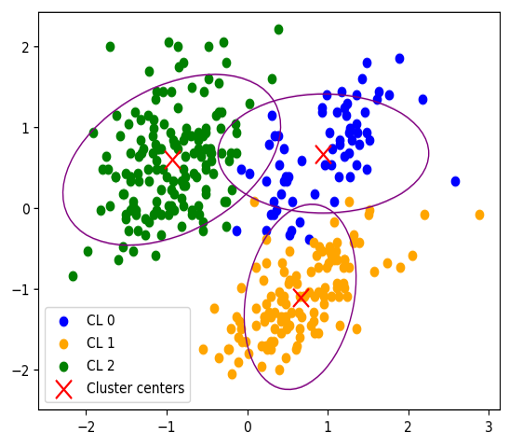 2
1
0
−1
−2
CL 0
CL 1
CL 2
Cluster centers
−2 −1 0 1 2 3